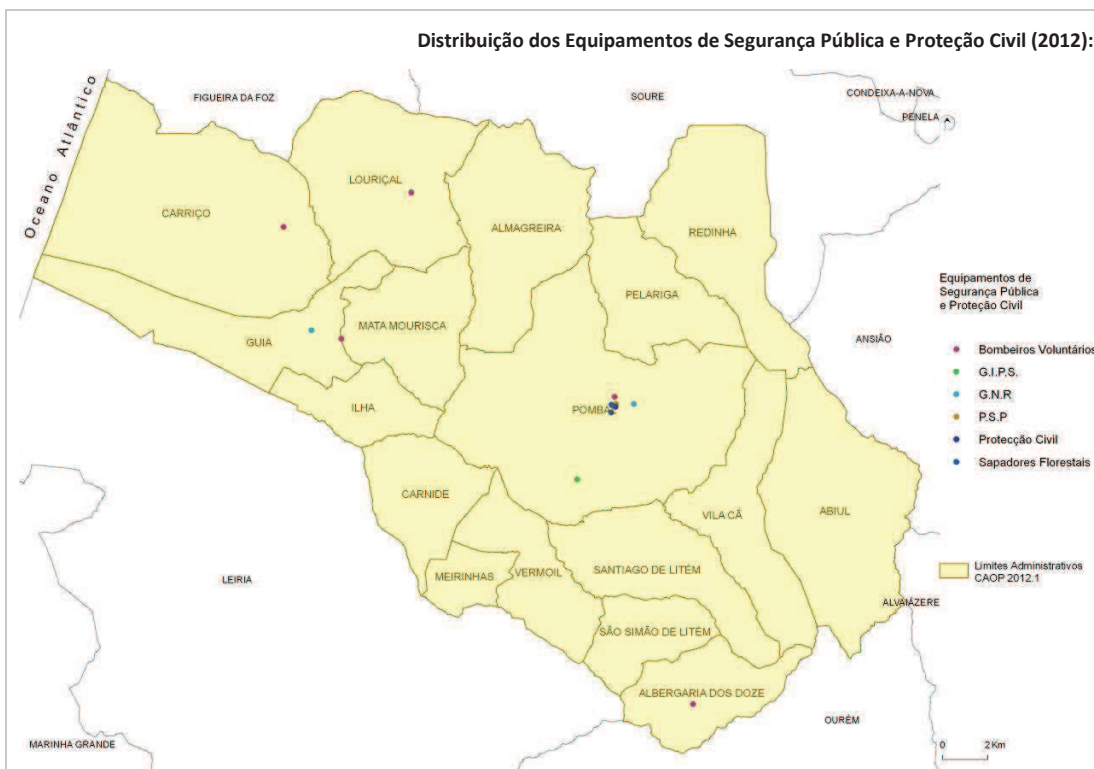 Distribuição dos Equipamentos de Segurança Pública e Proteção Civil (2012):
Oceano Atlântico
FIGUEIRA DA FOZ
SOURE
CONDEIXA-A-NOVA
PENELA
LOURIÇAL
CARRIÇO
ALMAGREIRA
REDINHA
PELARIGA
MATA MOURISCA
GUIA
ANSIÃO
Equipamentos de
Segurança Pública
e Proteção Civil
Bombeiros Voluntários
G.I.P.S.
G.N.R
P.S.P
Protecção Civil
Sapadores Florestais
ILHA
POMBA
CARNIDE
VILA CÃ
ABIUL
LEIRIA
MEIRINHAS
VERMOIL
SANTIAGO DE LITÉM
Limites Administrativos
CAOP 2012.1
ALVAIÁZERE
SÃO SIMÃO DE LITÉM
ALBERGARIA DOS DOZE
OURÉM
MARINHA GRANDE
0 2 Km